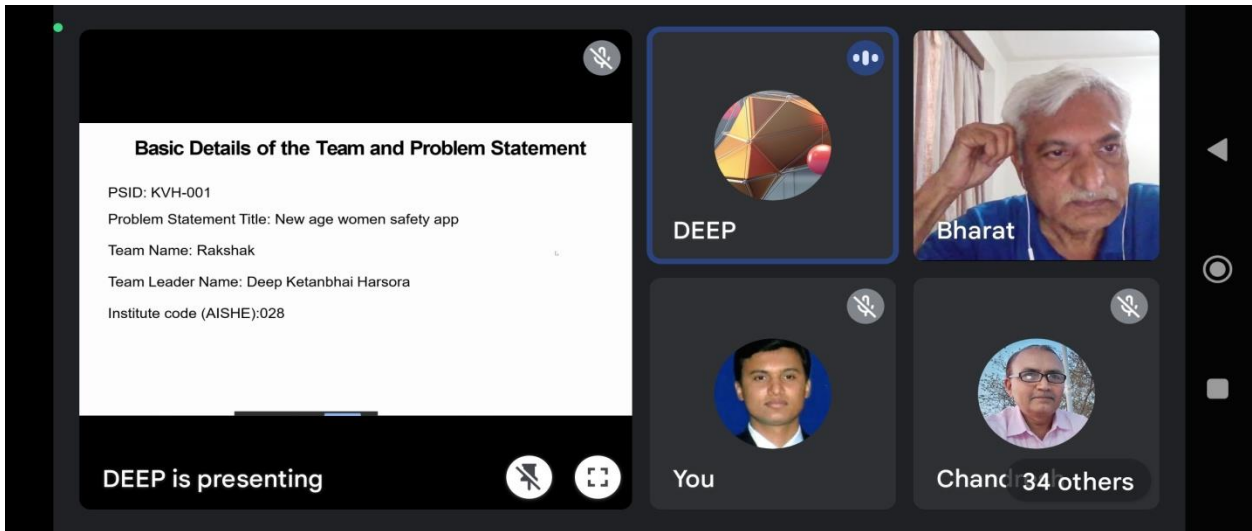 Basic Details of the Team and Problem Statement
PSID: KVH-001
Problem Statement Title: New age women safety app
Team Name: Rakshak
Team Leader Name: Deep Ketanbhai Harsora
Institute code (AISHE):028
DEEP is presenting
DEEP
Bharat
You
34 others